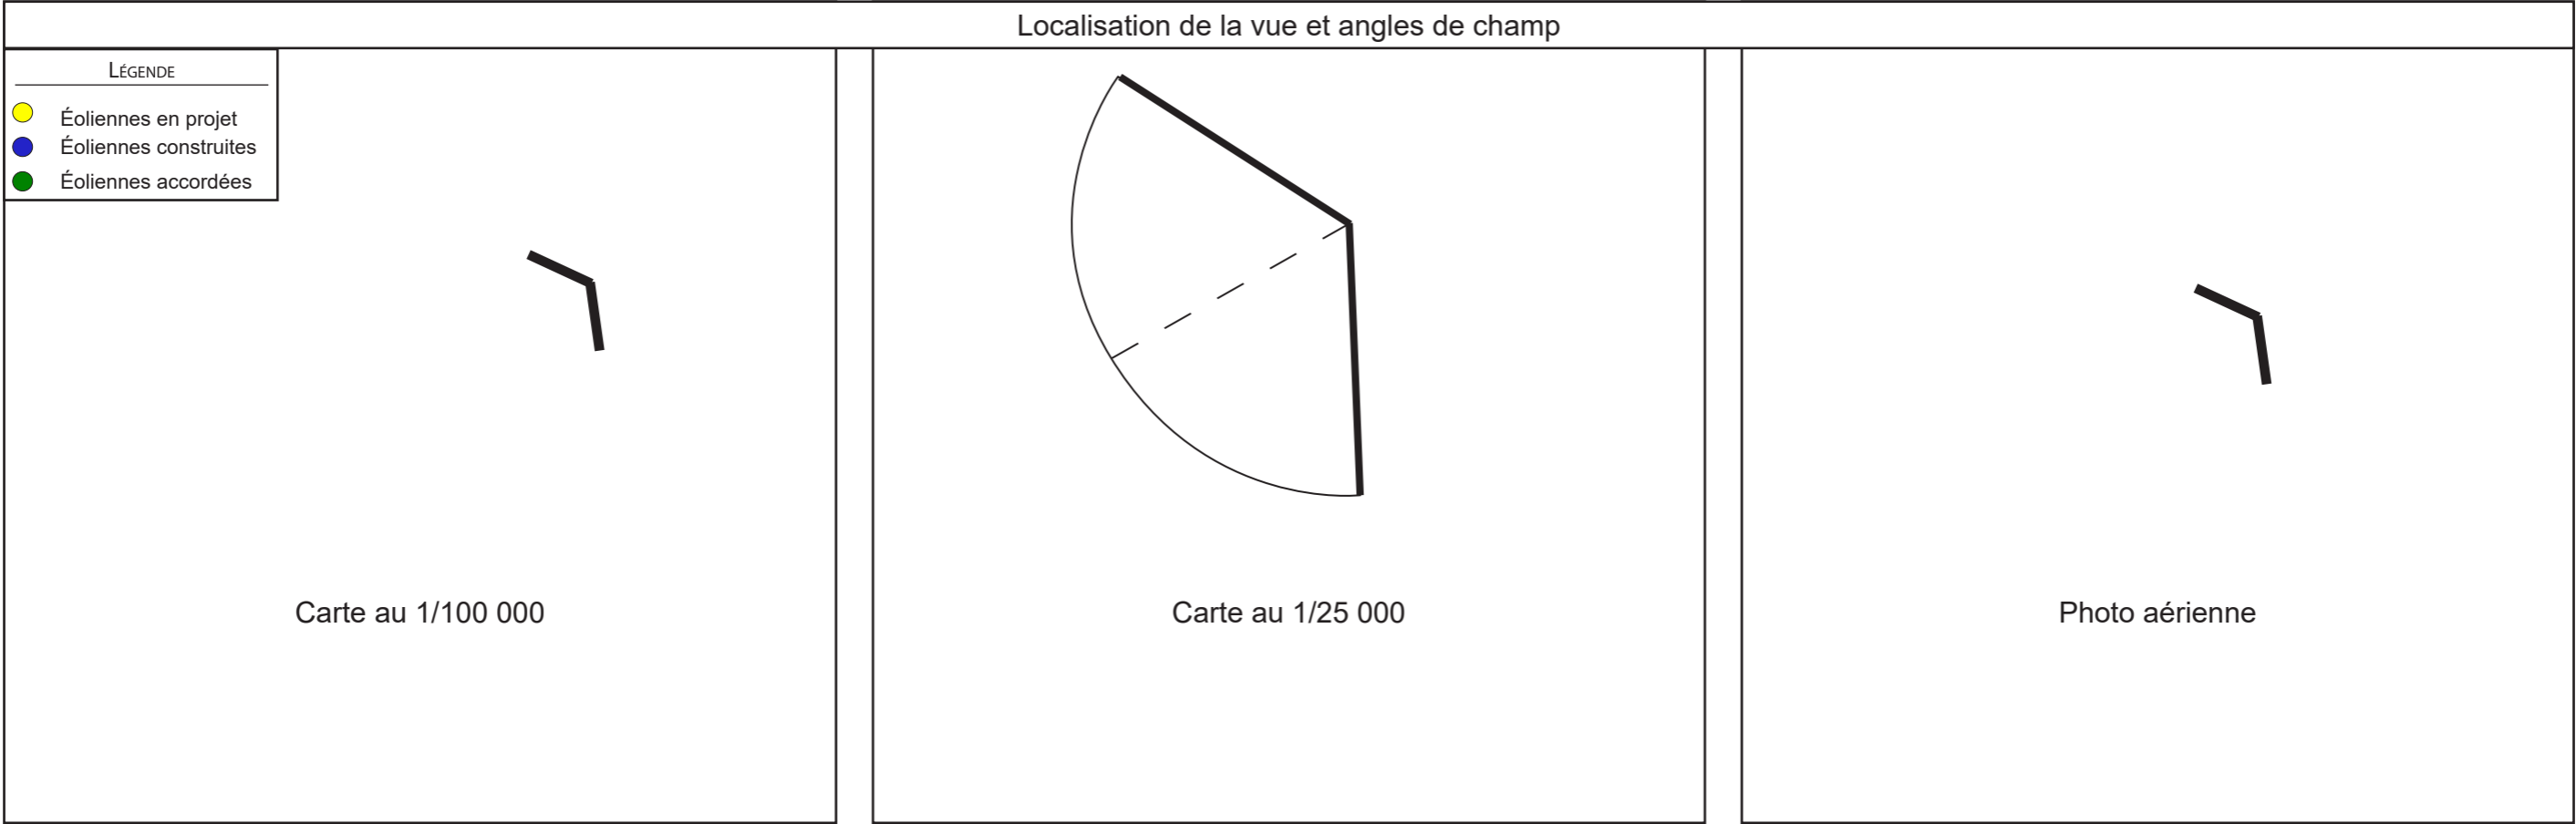 Localisation de la vue et angles de champ
Légende
Éoliennes en projet
Éoliennes construites
Éoliennes accordées
Carte au 1/100 000
Carte au 1/25 000
Photo aérienne